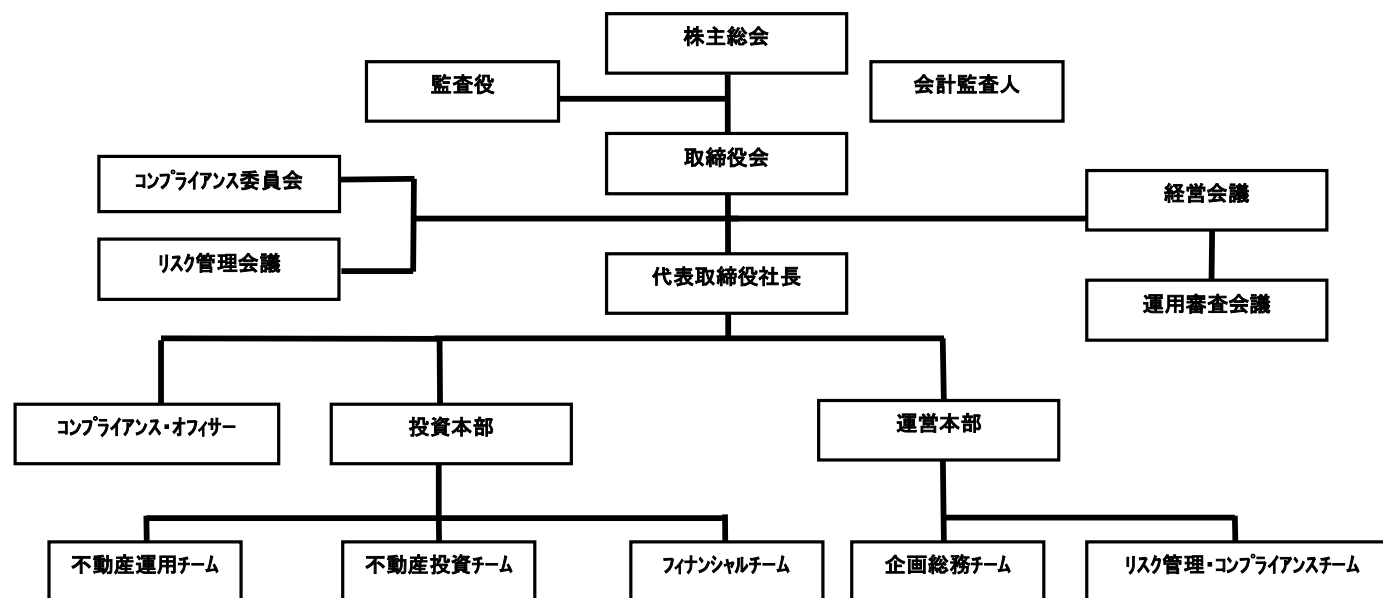 株主総会
監査役
会計監査人
取締役会
コンプライアンス委員会
経営会議
リスク管理会議
代表取締役社長
運用審査会議
コンプライアンス・オフィサー
投資本部
運営本部
不動産運用チーム
不動産投資チーム
フィナンシャルチーム
企画総務チーム
リスク管理・コンプライアンスチーム